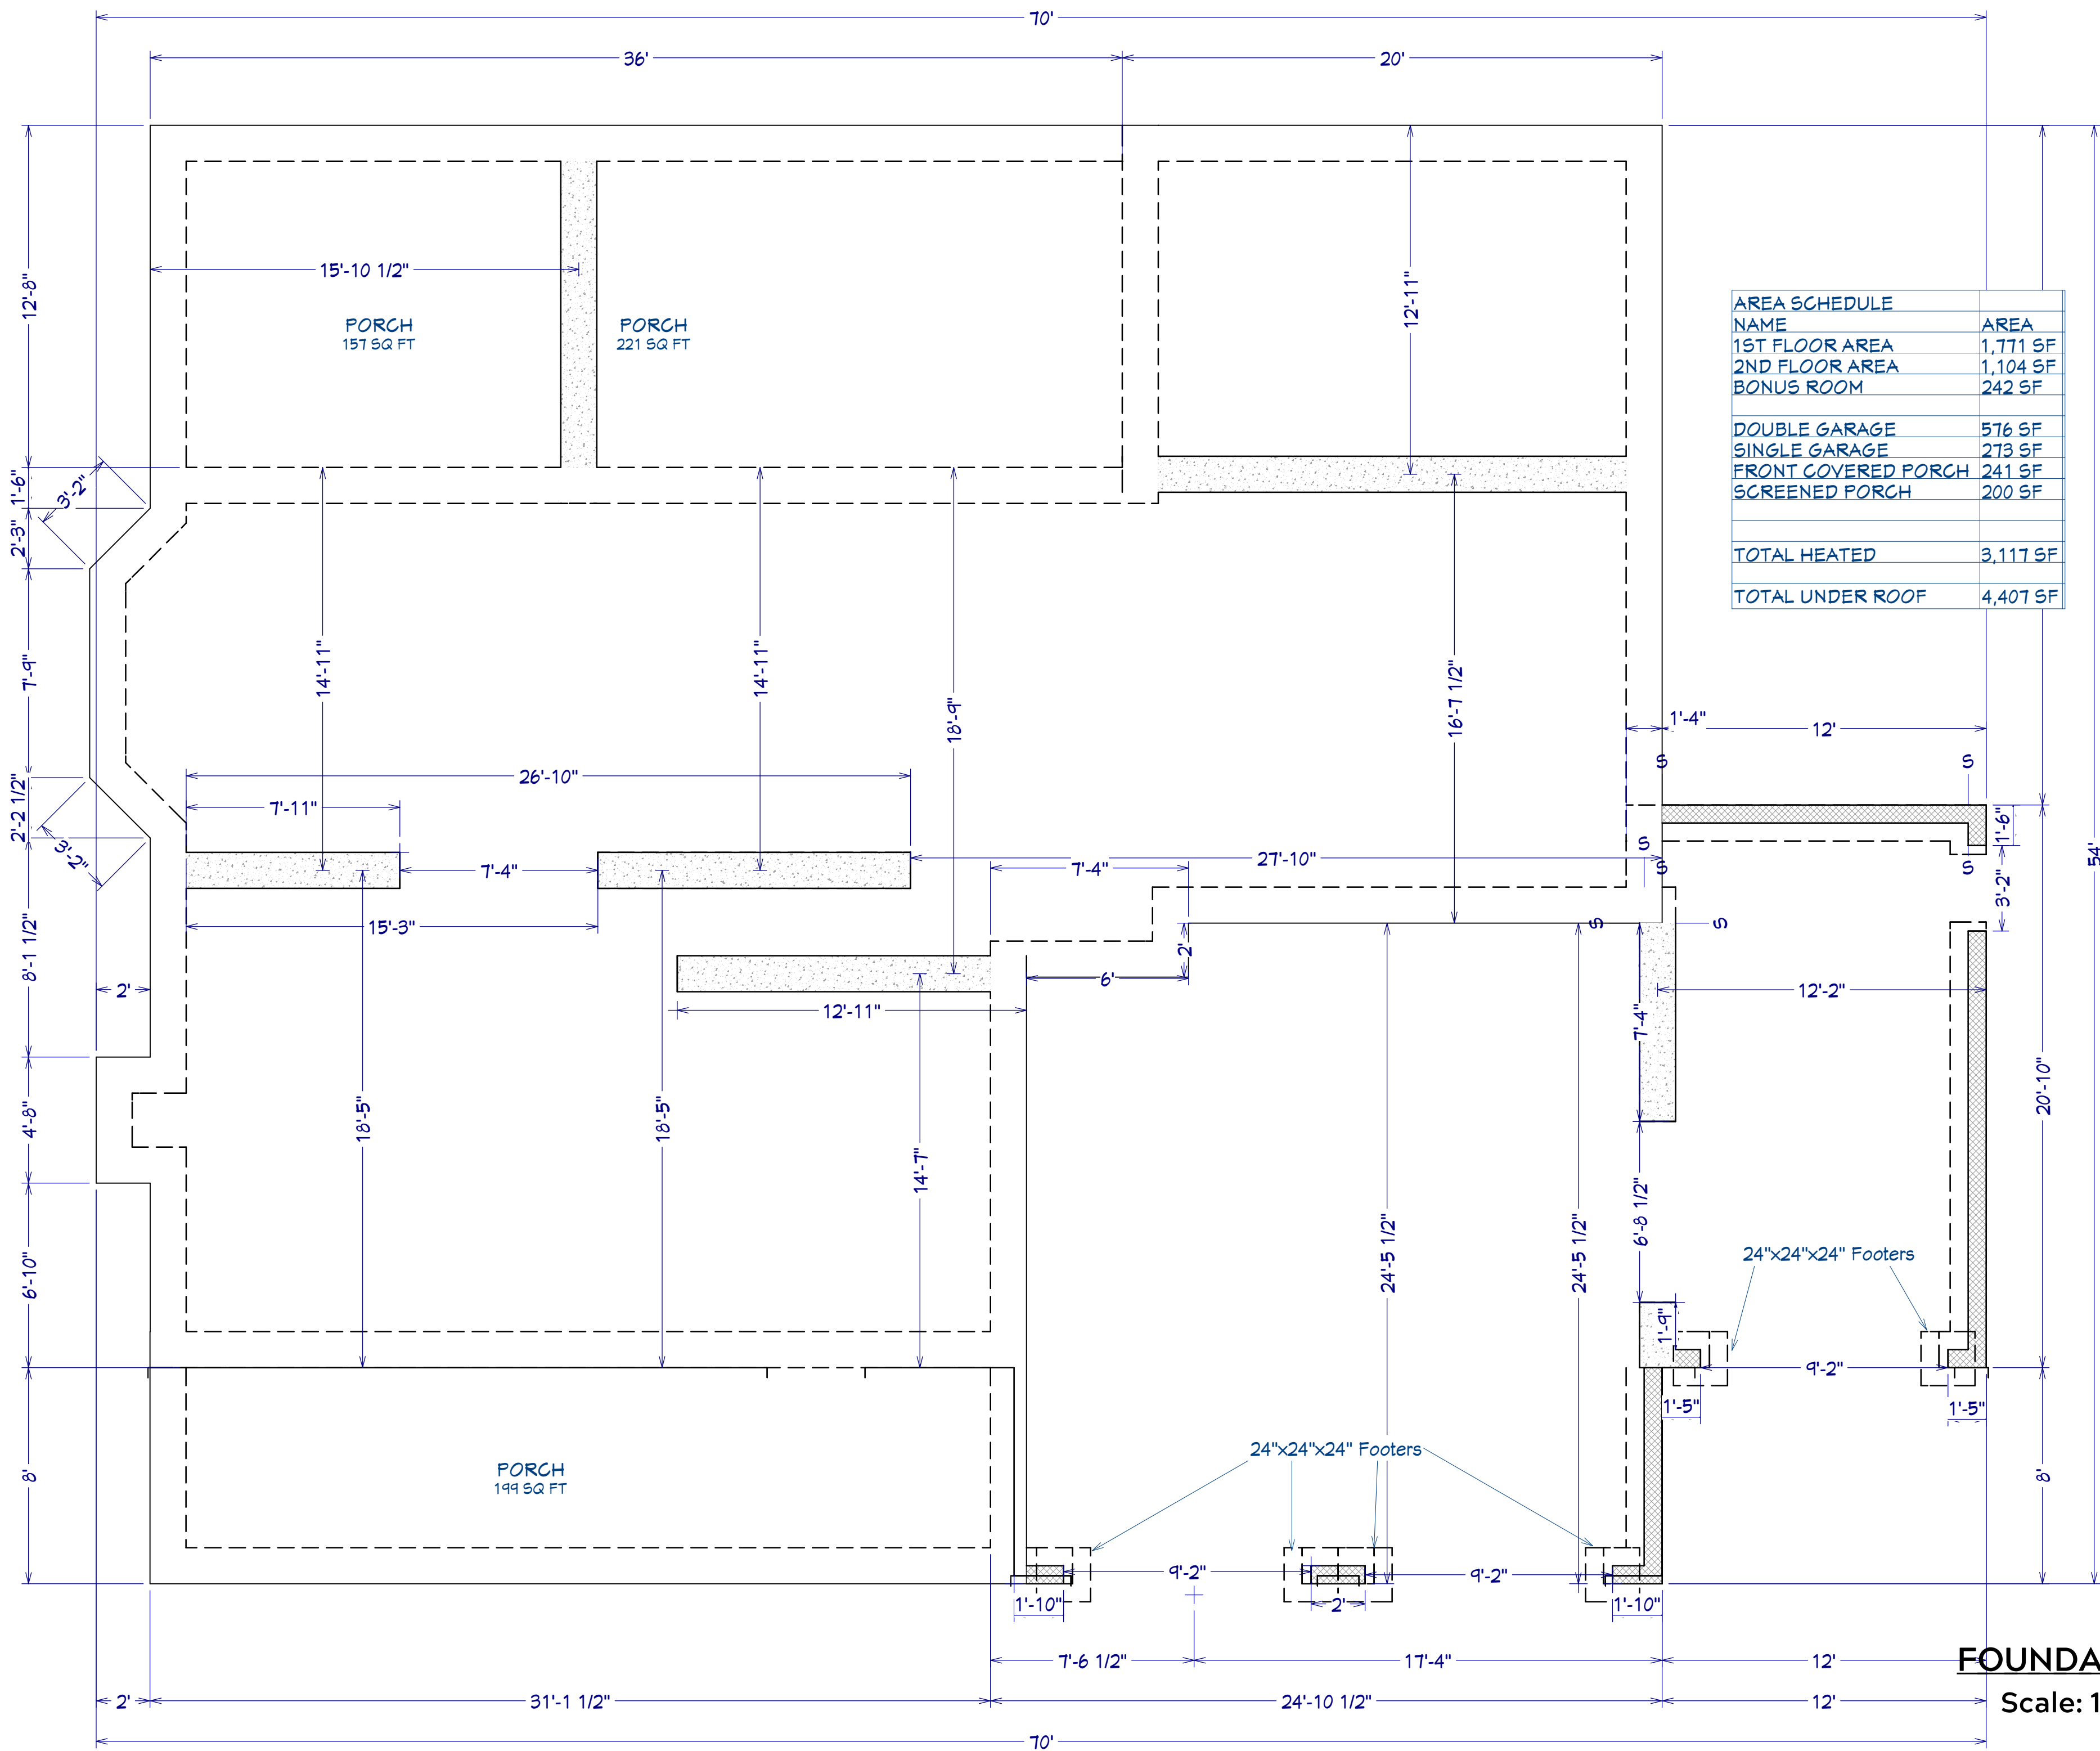 70'
36'
20'
12'-8"
15'-10 1/2"
12'-11"
PORCH
157 SQ FT
PORCH
221 SQ FT
AREA SCHEDULE
NAME AREA
1ST FLOOR AREA 1,771 SF
2ND FLOOR AREA 1,104 SF
BONUS ROOM 242 SF
DOUBLE GARAGE 576 SF
SINGLE GARAGE 273 SF
FRONT COVERED PORCH 241 SF
SCREENED PORCH 200 SF
TOTAL HEATED 3,117 SF
TOTAL UNDER ROOF 4,407 SF
1'-6"
3'-2"
2'-3"
7'-9"
14'-11"
14'-11"
18'-9"
16'-7 1/2"
1'-4"
12'
S
S
26'-10"
7'-11"
2'-2 1/2"
3'-2"
7'-4"
7'-4"
27'-10"
S
S
S
1'-6"
3'-2"
54'
15'-3"
8'-1 1/2"
2'
S
S
2'
6'
12'-2"
12'-11"
7'-4"
4'-8"
18'-5"
18'-5"
14'-7"
20'-10"
6'-8 1/2"
24'-5 1/2"
24'-5 1/2"
24"x24"x24" Footers
6'-10"
1'-9"
9'-2"
1'-5"
1'-5"
24"x24"x24" Footers
PORCH
199 SQ FT
8'
8'
9'-2"
9'-2"
1'-10"
2'
1'-10"
7'-6 1/2"
17'-4"
12'
FOUNDA
2'
31'-1 1/2"
24'-10 1/2"
12'
Scale: 1
70'